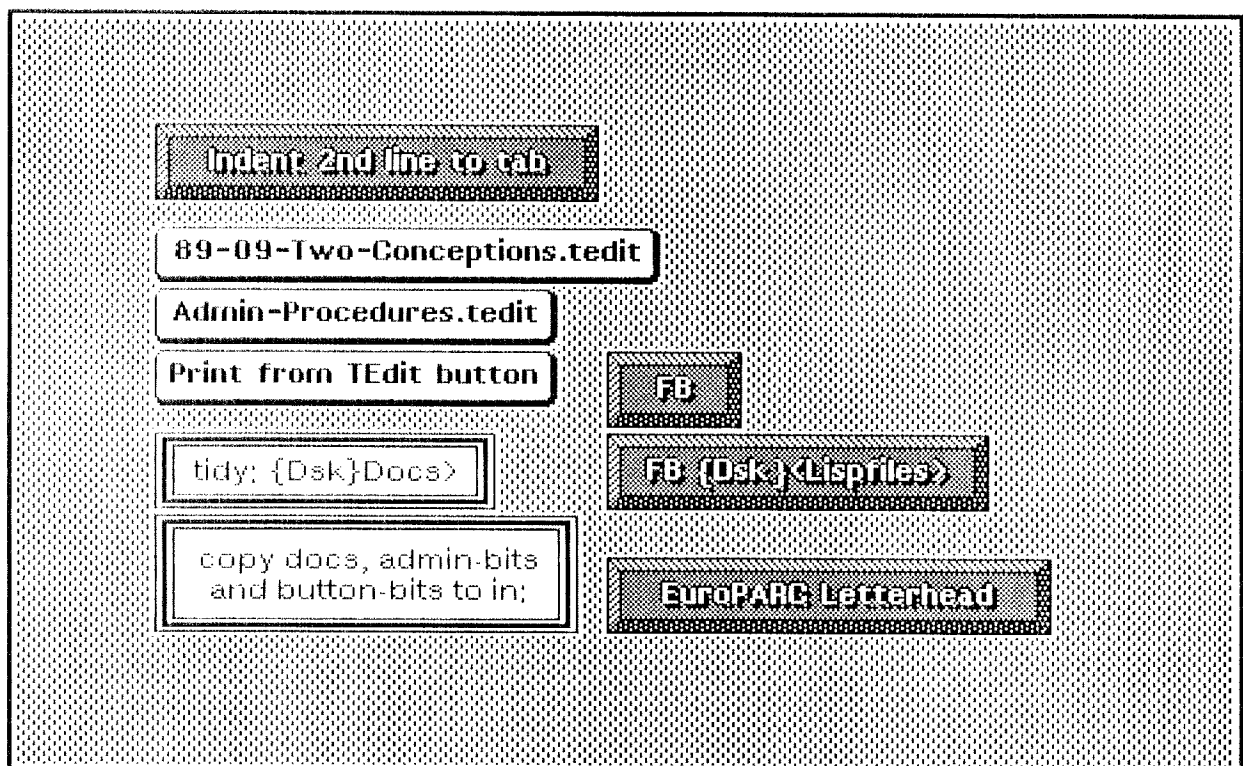 Indent 2nd line to tab
89-09-Two-Conceptions.tedit
Admin-Procedures.tedit
Print from TEdit button
FB
tidy: {Dsk}Docs>
FB {Dsk}<Lispfiles>
copy docs, admin-bits
and button-bits to in:
EuroPARC Letterhead